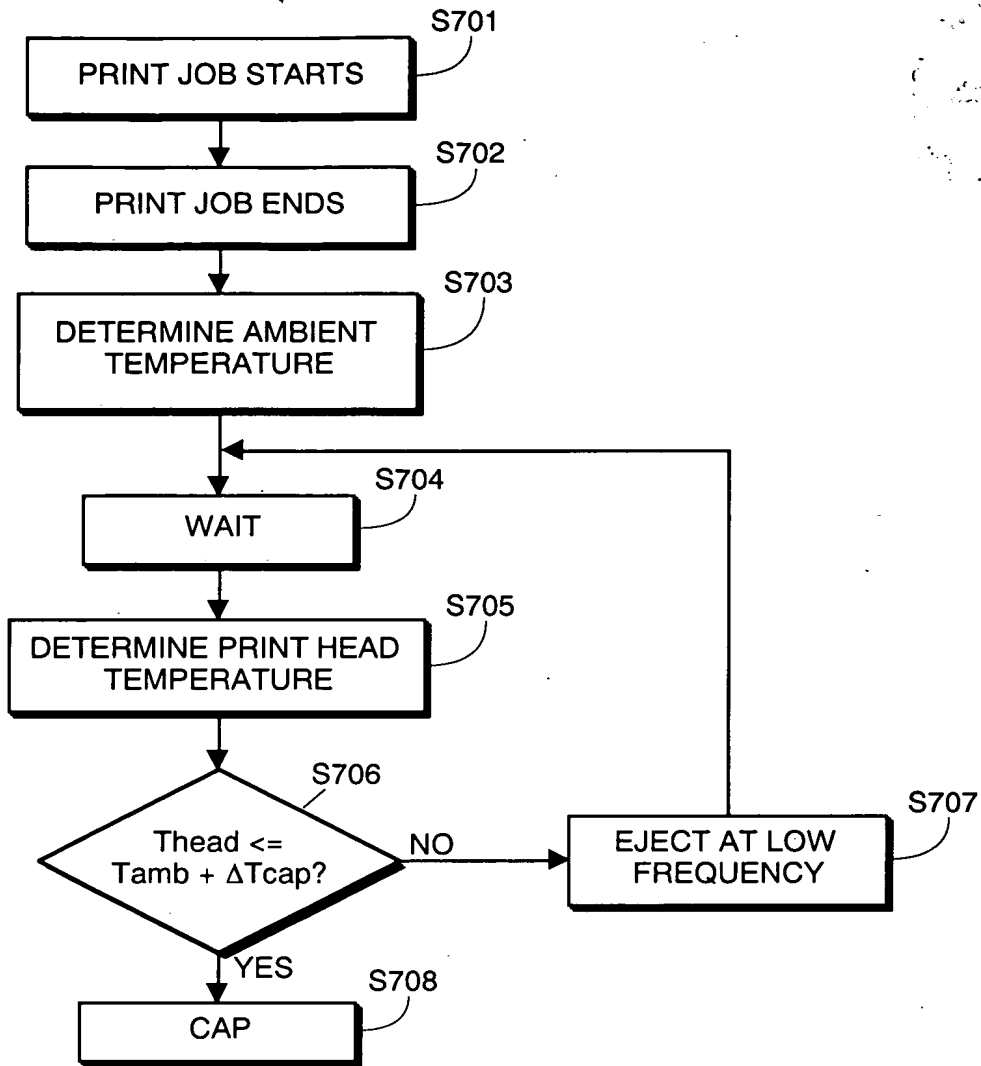 S701
PRINT JOB STARTS
S702
PRINT JOB ENDS
S703
DETERMINE AMBIENT
TEMPERATURE
S704
WAIT
S705
DETERMINE PRINT HEAD
TEMPERATURE
S706
Thead <=
Tamb + ΔTcap?
NO
S707
EJECT AT LOW
FREQUENCY
YES
S708
CAP